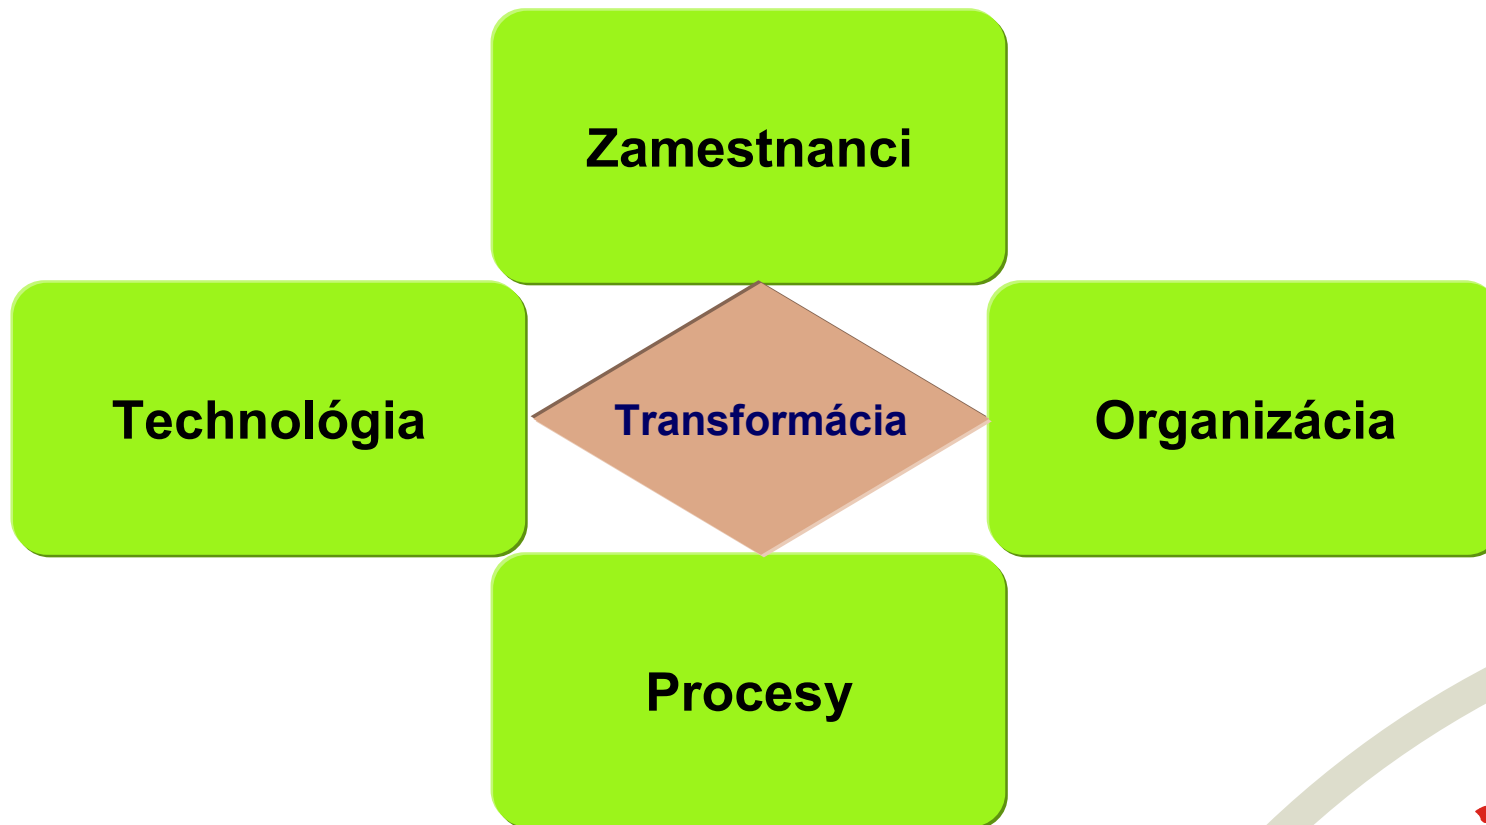 Zamestnanci
Technológia
Transformácia
Organizácia
Procesy